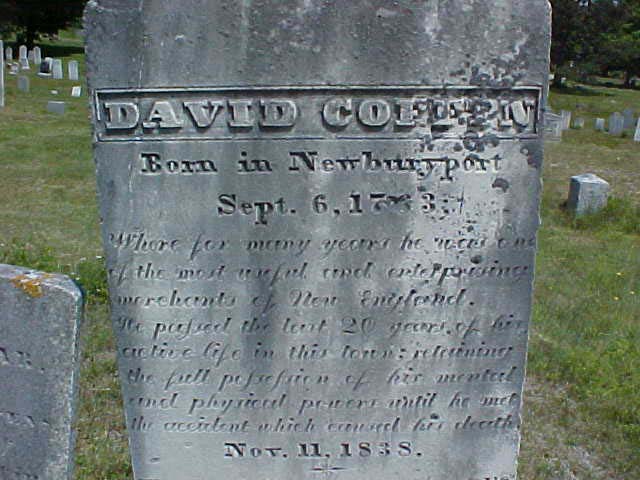 DAVID COFFIN
Born in Newburyport
Sept. 6, 1763;
Where for many years he was one
of the most useful and enterprising
merchants of New England.
He passed the last 20 years of his
active life in this town; retaining
the full possession of his mental
and physical powers until he met
the accident which caused his death
Nov. 11, 1838.